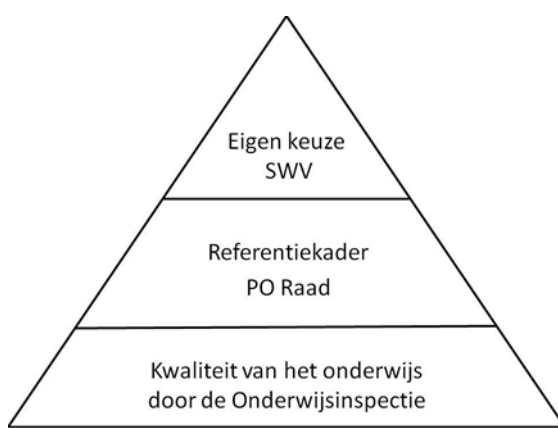 Eigen keuze
SWV
Referentiekader
PO Raad
Kwaliteit van het onderwijs
door de Onderwijsinspectie